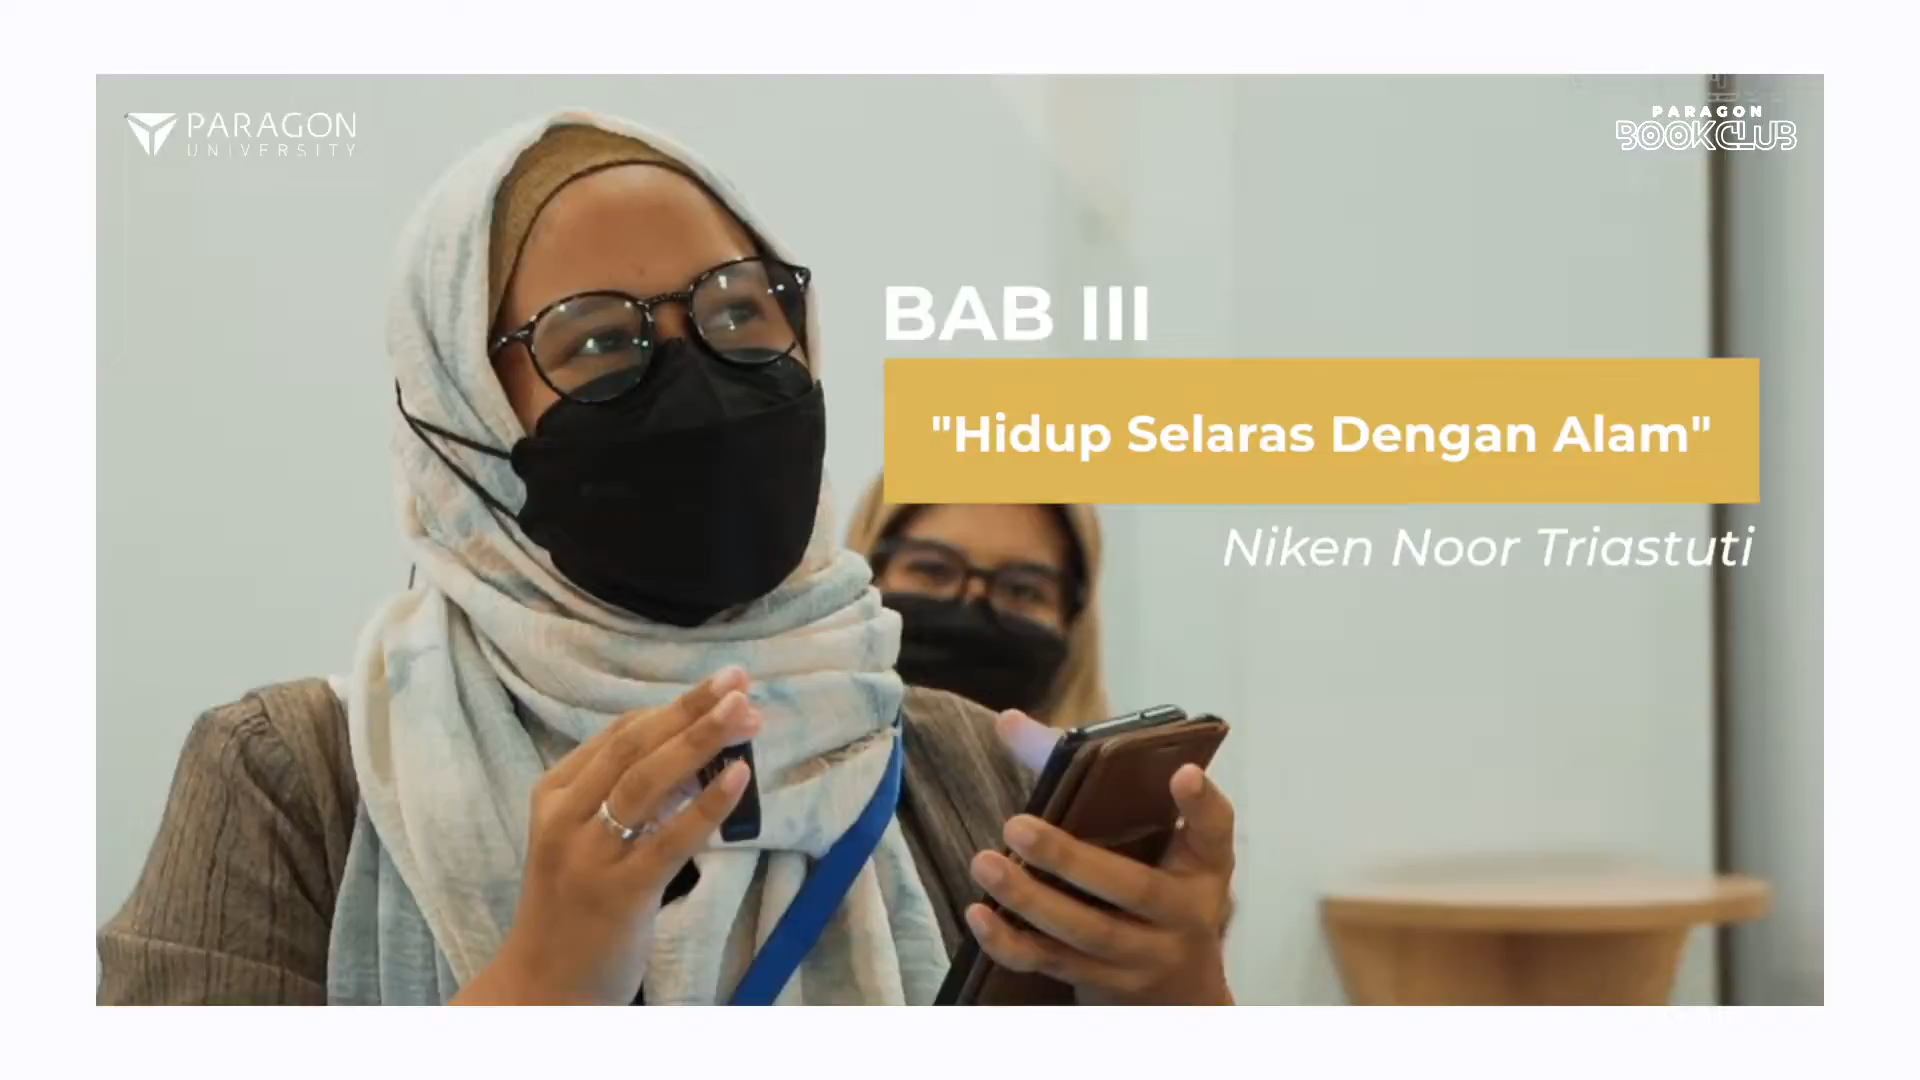 PARAGON
UNIVERSITY
PARAGON
BOOKCLUB
BAB III
"Hidup Selaras Dengan Alam"
Niken Noor Triastuti